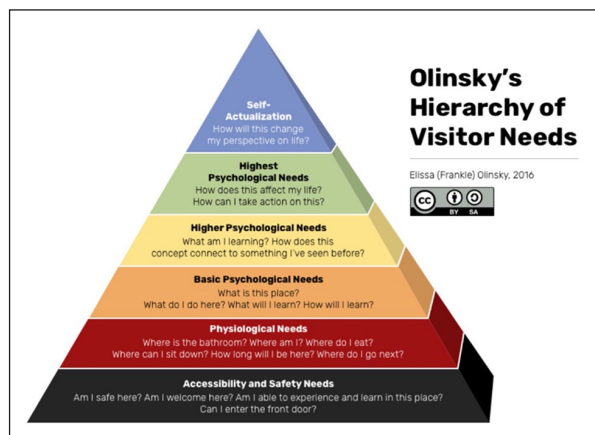 Olinsky's
Hierarchy of
Visitor Needs
Elissa (Frankle) Olinsky, 2016
cc
BY SA
Self-
Actualization
How will this change
my perspective on life?
Highest
Psychological Needs
How does this affect my life?
How can I take action on this?
Higher Psychological Needs
What am I learning? How does this
concept connect to something I've seen before?
Basic Psychological Needs
What is this place?
What do I do here? What will I learn? How will I learn?
Physiological Needs
Where is the bathroom? Where am I? Where do I eat?
Where can I sit down? How long will I be here? Where do I go next?
Accessibility and Safety Needs
Am I safe here? Am I welcome here? Am I able to experience and learn in this place?
Can I enter the front door?